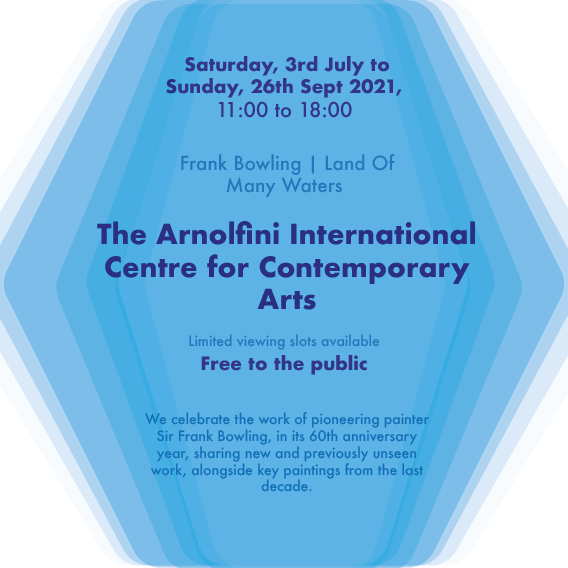 Saturday, 3rd July to
Sunday, 26th Sept 2021,
11:00 to 18:00
Frank Bowling | Land Of
Many Waters
The Arnolfini International
Centre for Contemporary
Arts
Limited viewing slots available
Free to the public
We celebrate the work of pioneering painter
Sir Frank Bowling, in its 60th anniversary
year, sharing new and previously unseen
work, alongside key paintings from the last
decade.